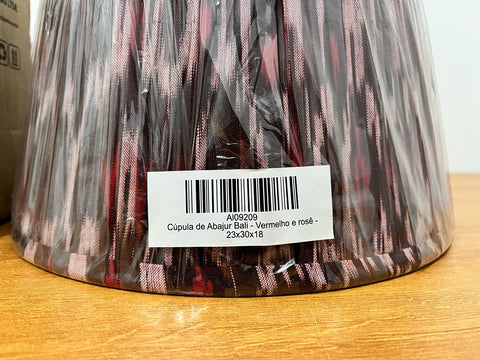 AI09209
Cúpula de Abajur Bali - Vermelho e rosê -
23x30x18